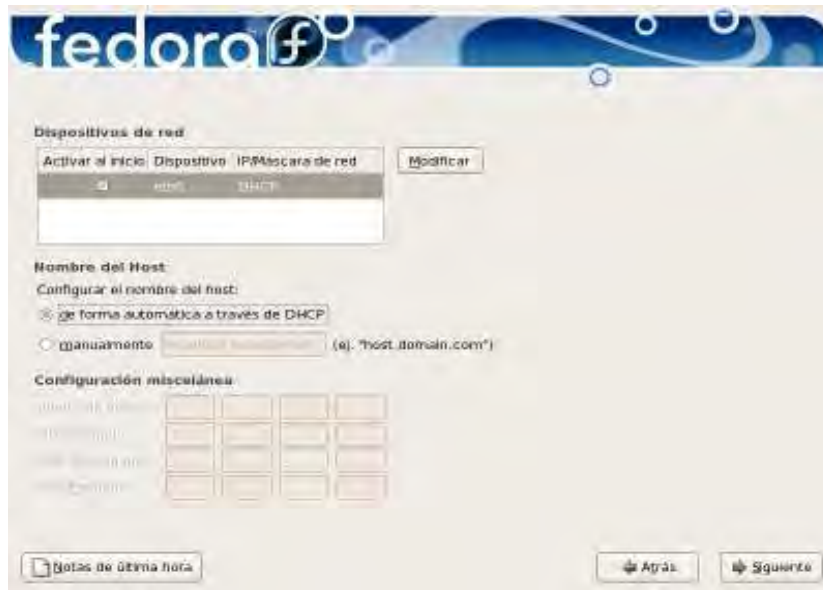 fedora
Dispositivos de red
Activar al inicio Dispositivo IP/Máscara de red
eth0 DHCP
Modificar
Nombre del Host
Configurar el nombre del host:
de forma automática a través de DHCP
manualmente (ej. "host.domain.com")
Configuración miscelánea
Notas de última hora
Atrás
Siguiente